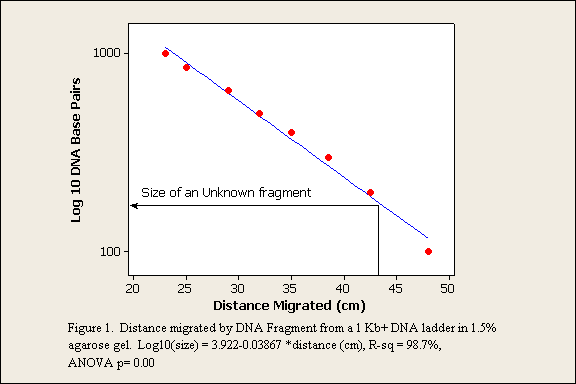 1000
100
Log 10 DNA Base Pairs
Size of an Unknown fragment
20 25 30 35 40 45 50
Distance Migrated (cm)
Figure 1. Distance migrated by DNA Fragment from a 1 Kb+ DNA ladder in 1.5%
agarose gel. Log10(size) = 3.922-0.03867 *distance (cm), R-sq = 98.7%,
ANOVA p= 0.00